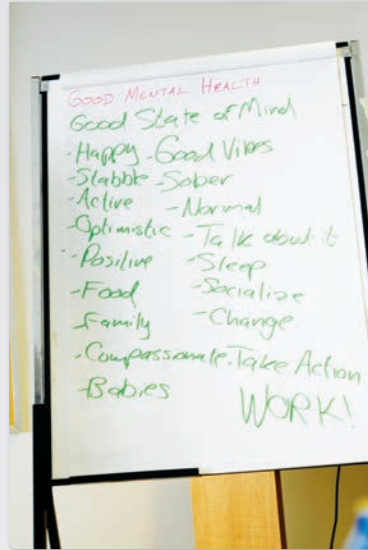 GOOD MENTAL HEALTH
Good State of Mind
-Happy -Good Vibes
-Stabble -Sober
-Active -Normal
-Optimistic -Talk about it
-Positive -Sleep
-Food -Socialize
-Family -Change
-Compassionate -Take Action
-Babies WORK!